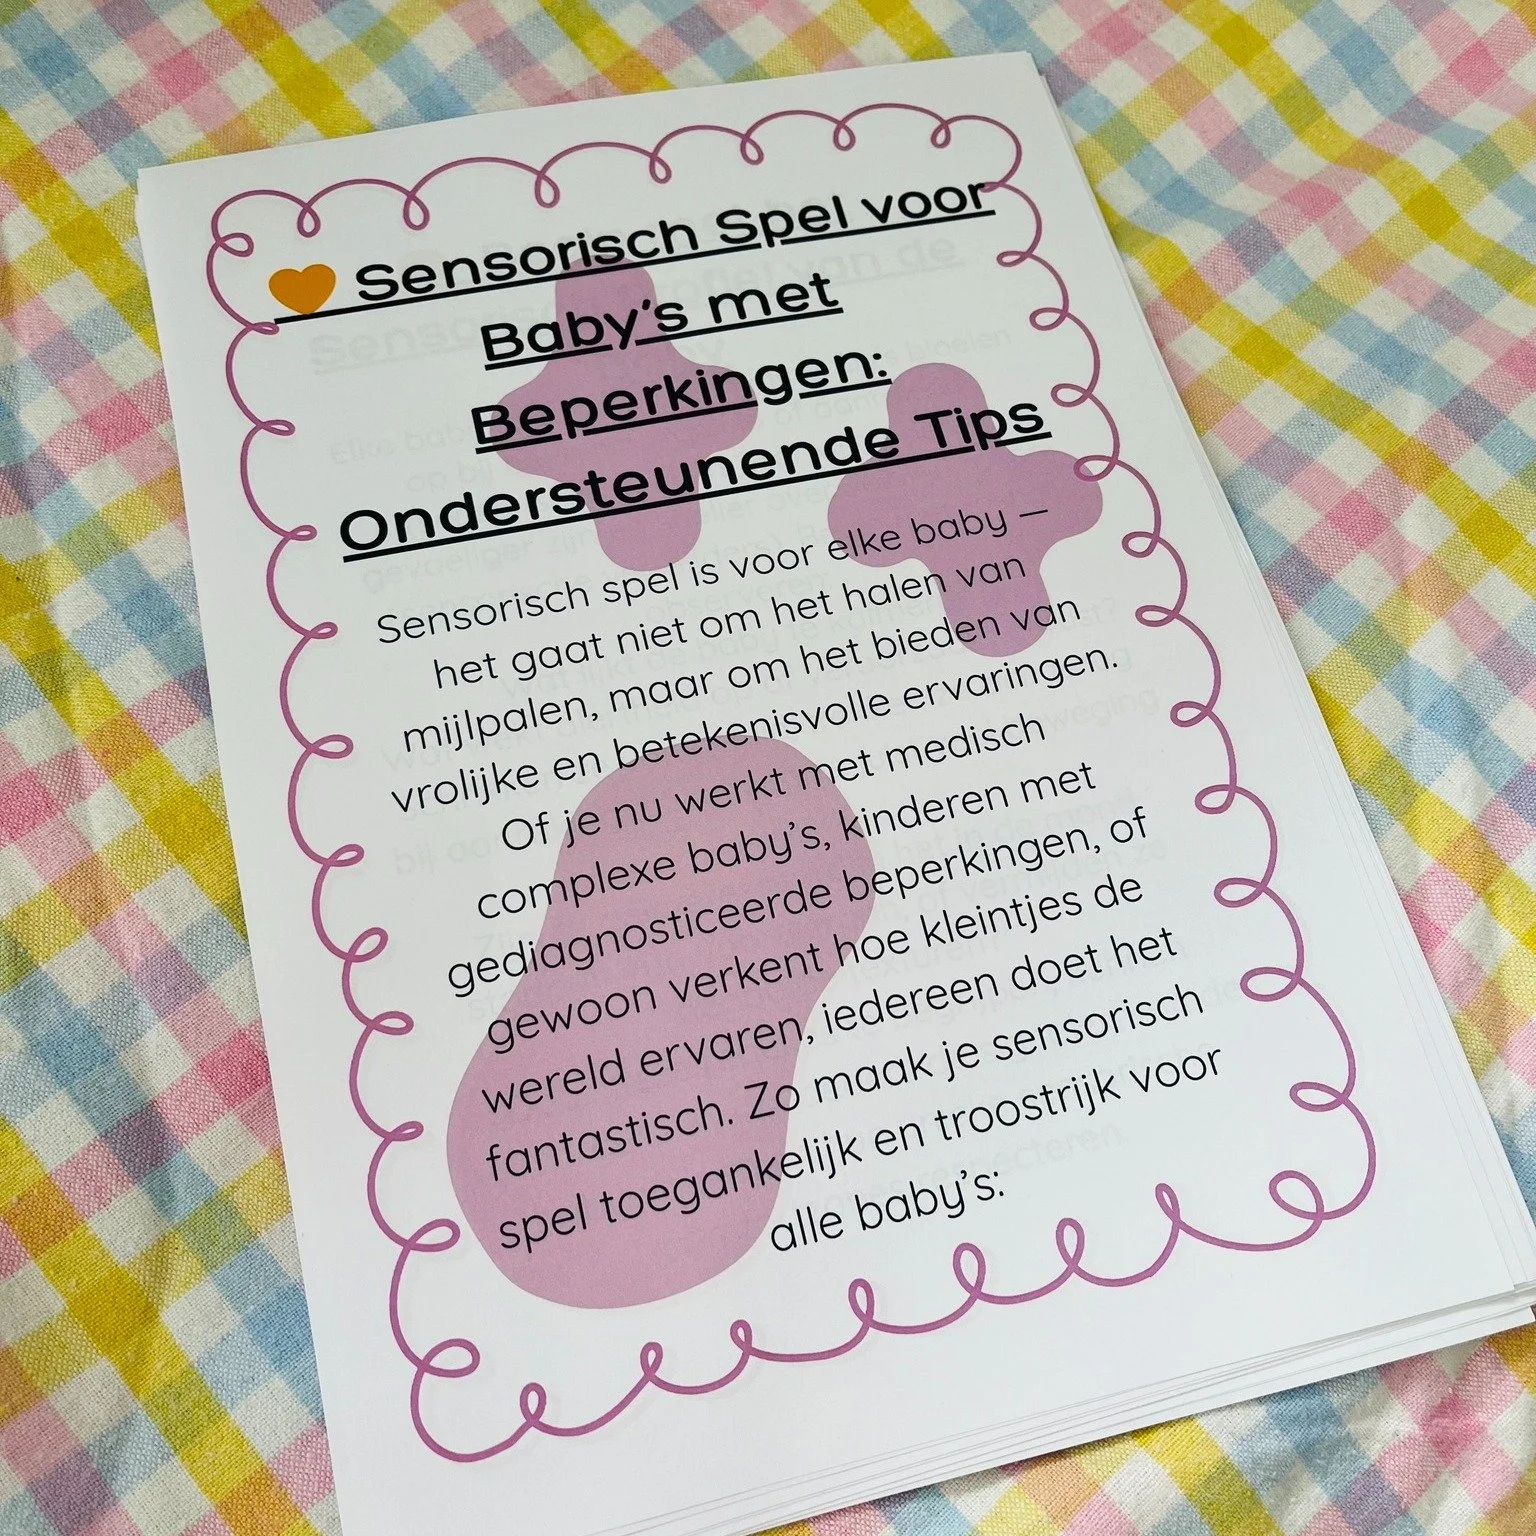 🧡 Sensorisch Spel voor
Baby's met
Beperkingen:
Ondersteunende Tips
Sensorisch spel is voor elke baby —
het gaat niet om het halen van
mijlpalen, maar om het bieden van
vrolijke en betekenisvolle ervaringen.
Of je nu werkt met medisch
complexe baby's, kinderen met
gediagnosticeerde beperkingen, of
gewoon verkent hoe kleintjes de
wereld ervaren, iedereen doet het
fantastisch. Zo maak je sensorisch
spel toegankelijk en troostrijk voor
alle baby's: